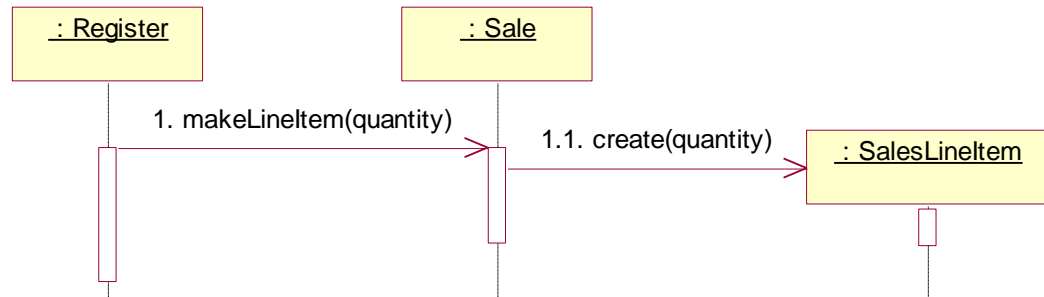 : Register
: Sale
1. makeLineItem(quantity)
1.1. create(quantity)
: SalesLineItem